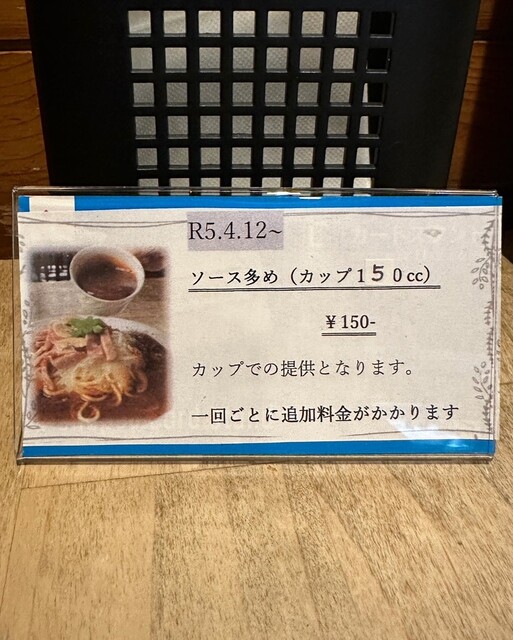 R5.4.12~
ソース多め（カップ150cc）
￥150-
カップでの提供となります。
一回ごとに追加料金がかかります